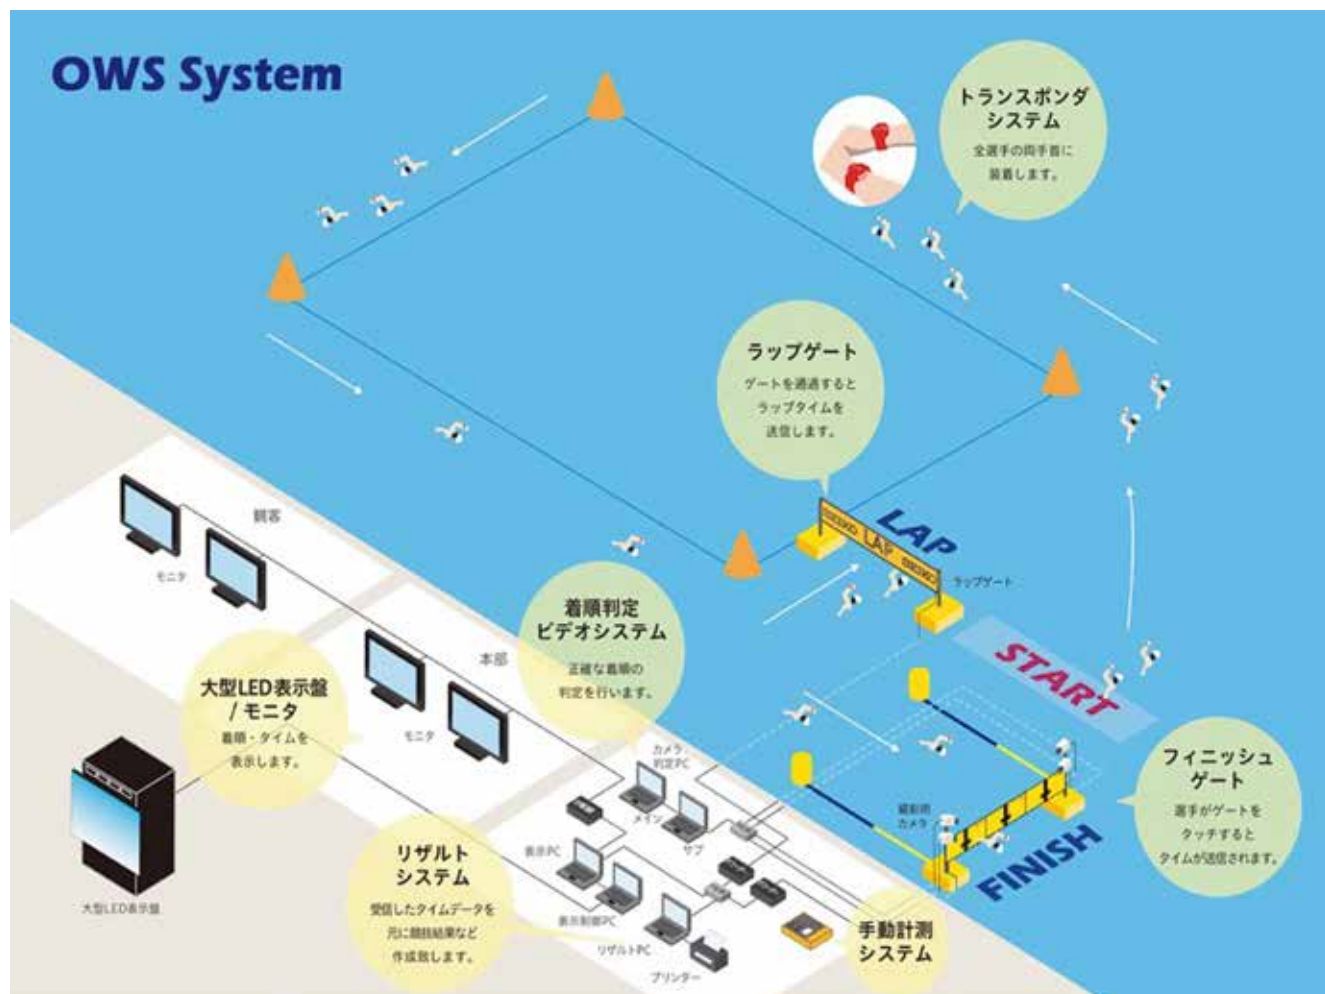 OWS System
トランスポンダ
システム
全選手の両手首に
装着します。
ラップゲート
ゲートを通過すると
ラップタイムを
送信します。
SEIKO LAP SEIKO
LAP
ラップゲート
START
観客
モニタ
本部
モニタ
着順判定
ビデオシステム
正確な着順の
判定を行います。
大型LED表示盤
/ モニタ
着順・タイムを
表示します。
大型LED表示盤
カメラ
判定PC
メイン
サブ
表示PC
表示制御PC
リザルトPC
プリンター
撮影用
カメラ
フィニッシュ
ゲート
選手がゲートを
タッチすると
タイムが送信されます。
FINISH
リザルト
システム
受信したタイムデータを
元に競技結果など
作成致します。
手動計測
システム